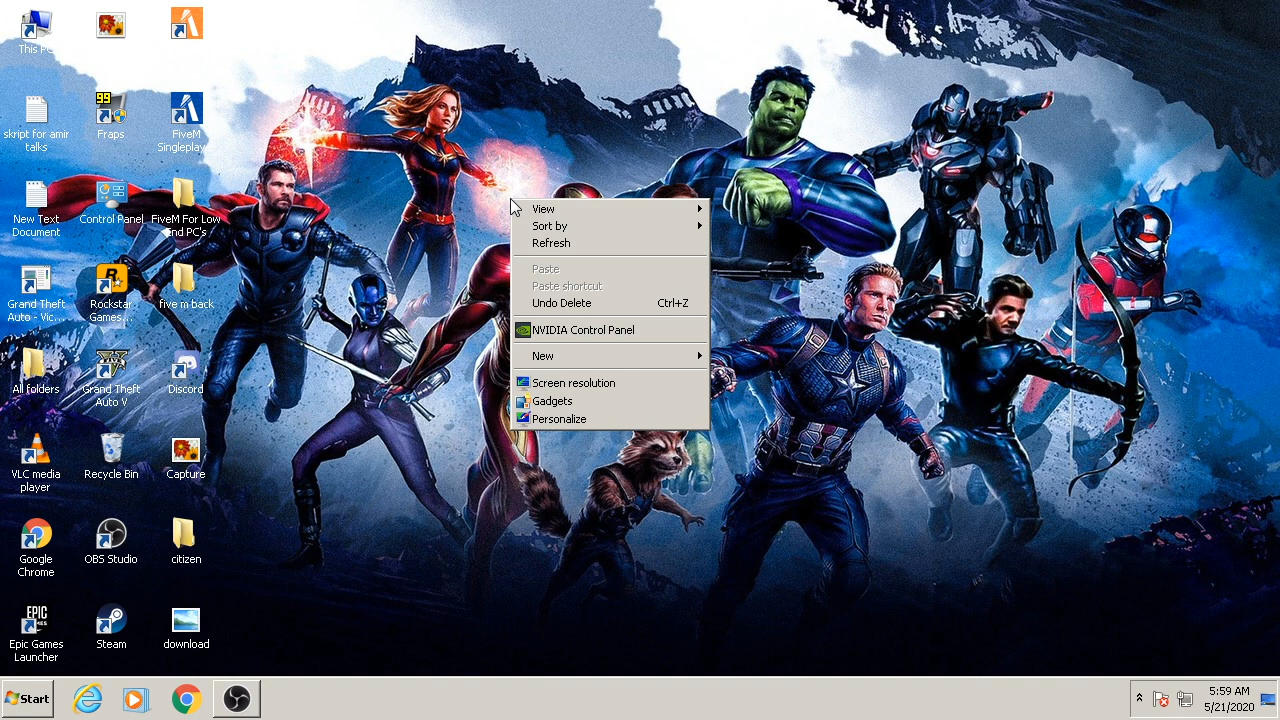 This PC
99
skript for amir
talks
Fraps
FiveM
Singleplay
New Text
Document
Control Panel
FiveM For Low
End PC's
Grand Theft
Auto - Vic...
Rockstar
Games...
five m back
All folders
Grand Theft
Auto V
Discord
VLC media
player
Recycle Bin
Capture
Google
Chrome
OBS Studio
citizen
EPIC
GAMES
Epic Games
Launcher
Steam
download
View
Sort by
Refresh
Paste
Paste shortcut
Undo Delete Ctrl+Z
NVIDIA Control Panel
New
Screen resolution
Gadgets
Personalize
Start
5:59 AM
5/21/2020